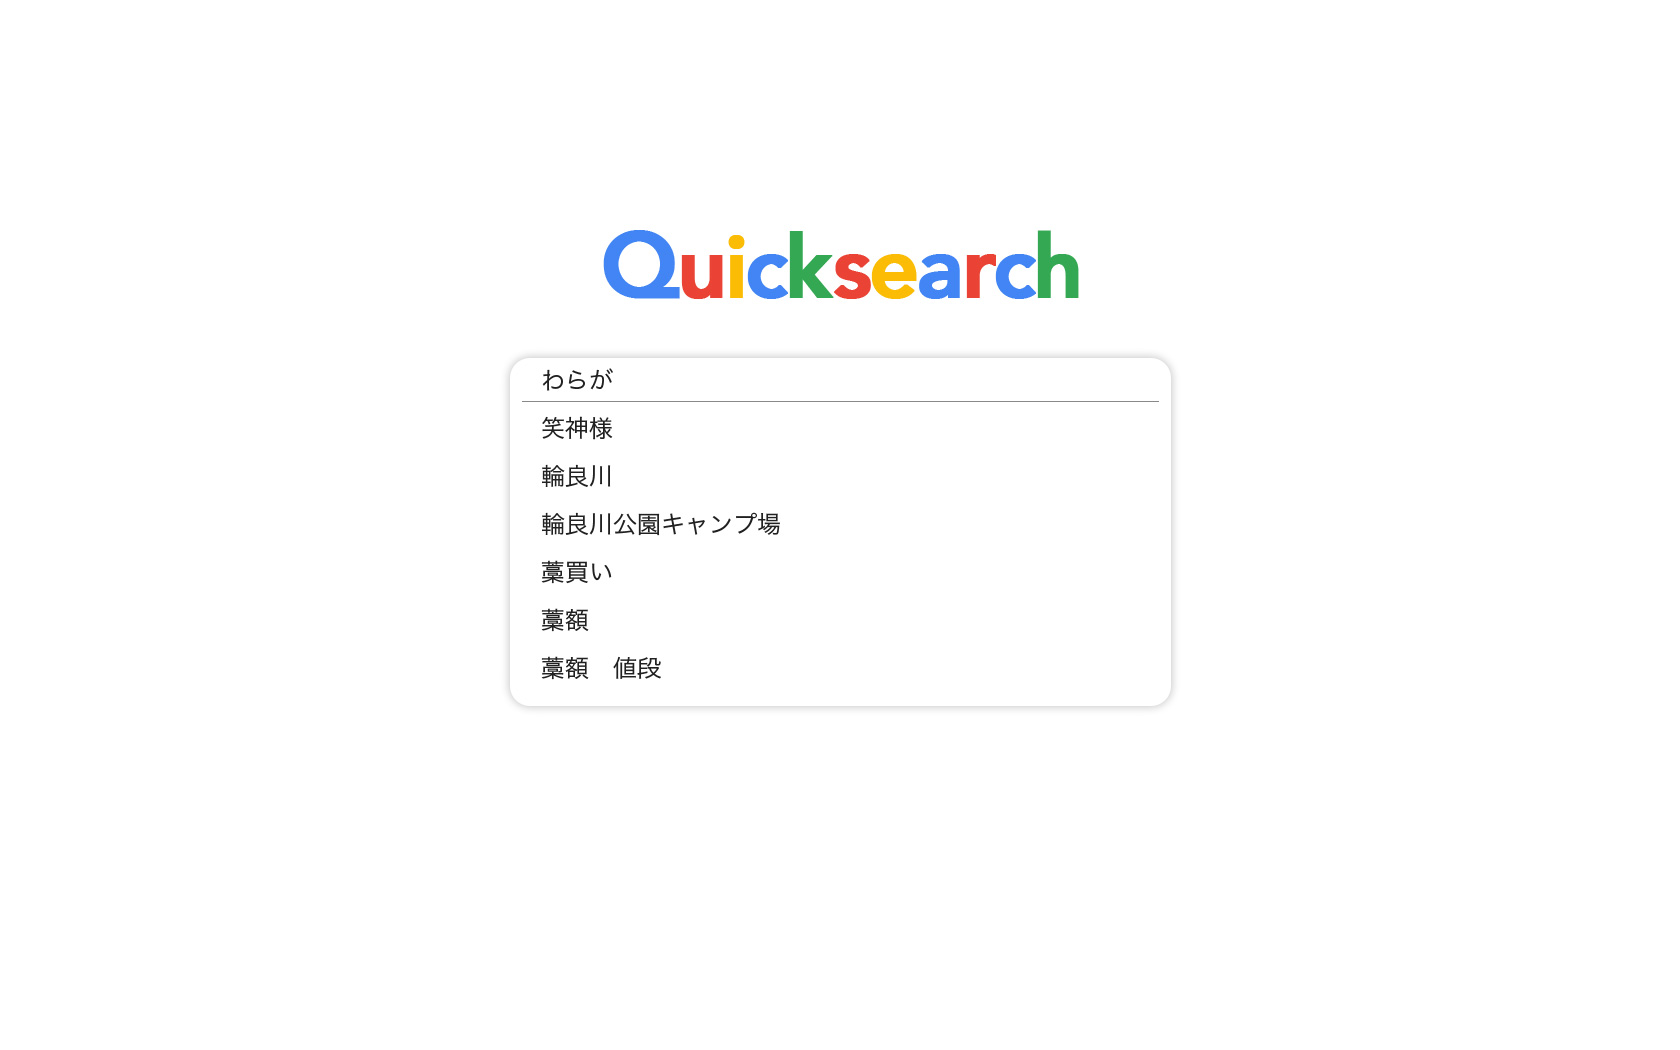 Quicksearch
わらが
笑神様
輪良川
輪良川公園キャンプ場
藁買い
藁額
藁額　値段